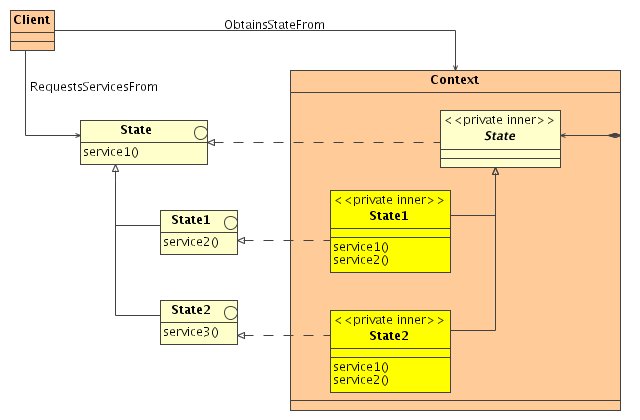 Client
ObtainsStateFrom
RequestsServicesFrom
Context
State
service1()
<<private inner>>
State
State1
service2()
<<private inner>>
State1
service1()
service2()
State2
service3()
<<private inner>>
State2
service1()
service2()